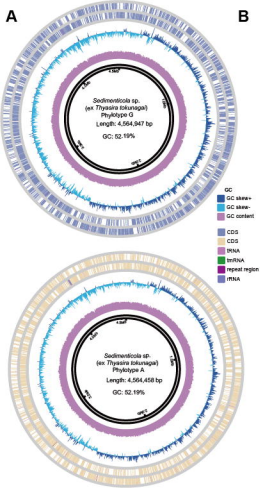 A
B
Sedimenticola sp.
(ex Thyasira tokunagai)
Phylotype G
Length: 4,564,947 bp
GC: 52.19%
GC
GC skew+
GC skew-
GC content
CDS
CDS
tRNA
tmRNA
repeat region
rRNA
Sedimenticola sp.
(ex Thyasira tokunagai)
Phylotype A
Length: 4,564,458 bp
GC: 52.19%